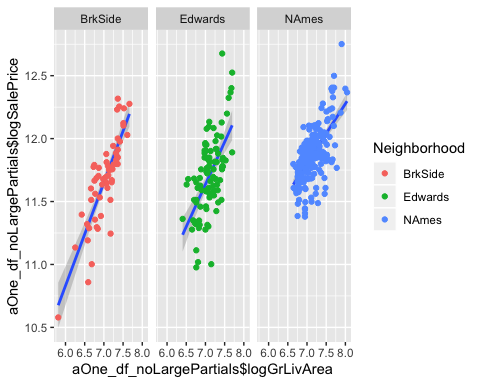 BrkSide Edwards NAmes
12.5
12.0
11.5
11.0
10.5
aOne_df_noLargePartials$logSalePrice
6.0 6.5 7.0 7.5 8.0 6.0 6.5 7.0 7.5 8.0 6.0 6.5 7.0 7.5 8.0
aOne_df_noLargePartials$logGrLivArea
Neighborhood
BrkSide
Edwards
NAmes